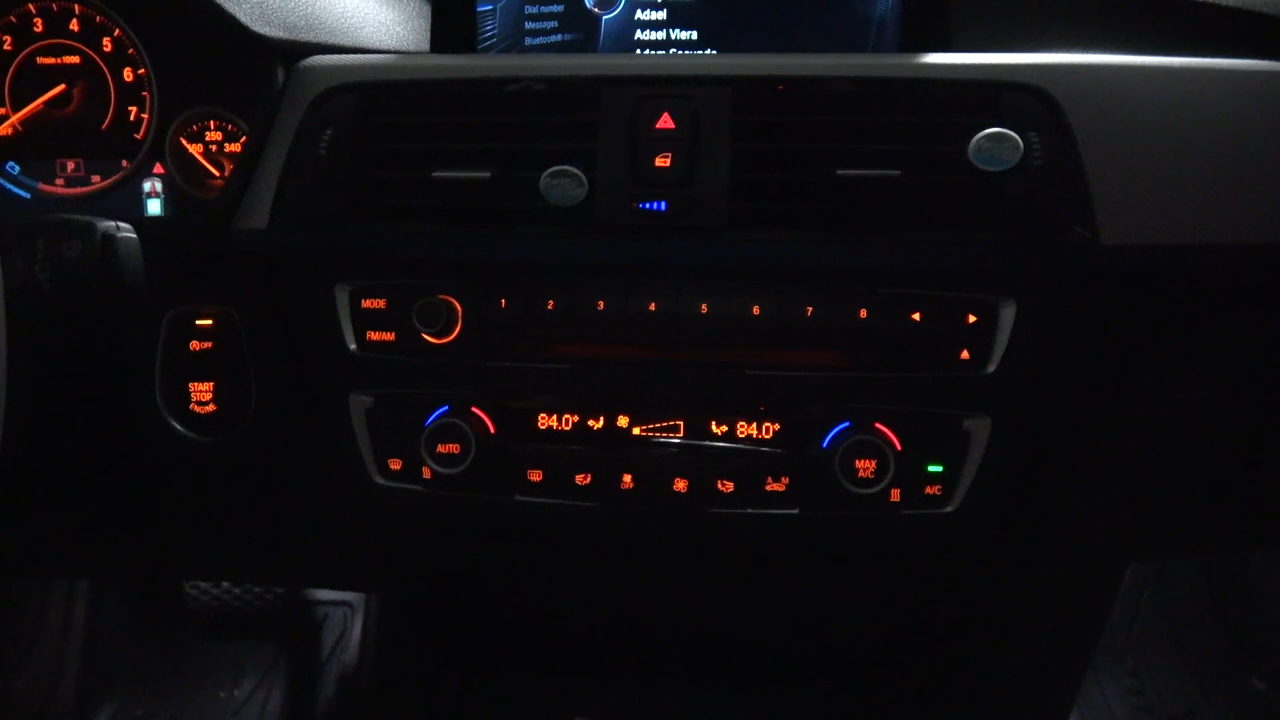 Dial number
Messages
Bluetooth
Adael
Adael Viera
2 3 4 5 6 7
1/min x 1000
OFF
P
250
160 °F 340
MODE
FM/AM
1 2 3 4 5 6 7 8
OFF
START
STOP
ENGINE
84.0° 84.0°
AUTO
MAX
A/C
OFF
A M
A/C